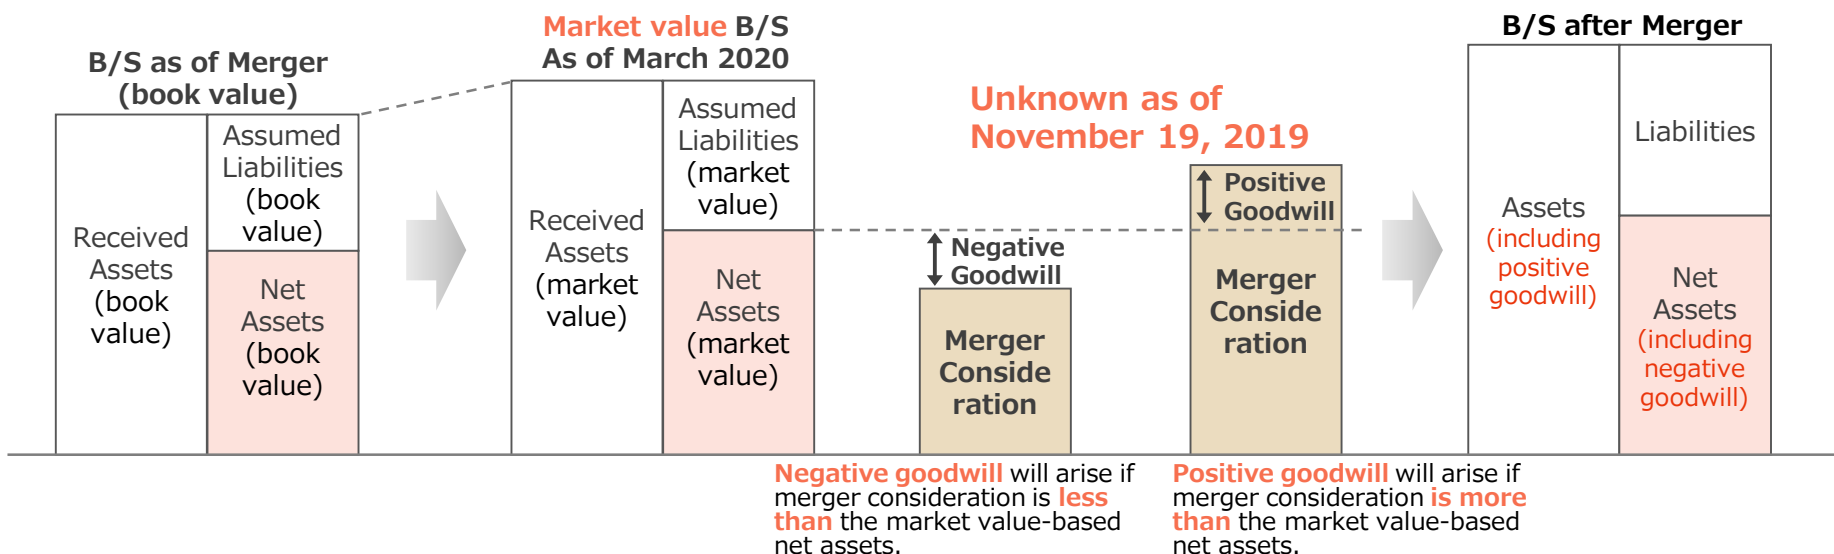 B/S as of Merger
(book value)
Received
Assets
(book
value)
Assumed
Liabilities
(book
value)
Net
Assets
(book
value)
Market value B/S
As of March 2020
Received
Assets
(market
value)
Assumed
Liabilities
(market
value)
Net
Assets
(market
value)
Unknown as of
November 19, 2019
Negative
Goodwill
Merger
Conside
ration
Positive
Goodwill
Merger
Conside
ration
Negative goodwill will arise if
merger consideration is less
than the market value-based
net assets.
Positive goodwill will arise if
merger consideration is more
than the market value-based
net assets.
B/S after Merger
Assets
(including
positive
goodwill)
Liabilities
Net
Assets
(including
negative
goodwill)